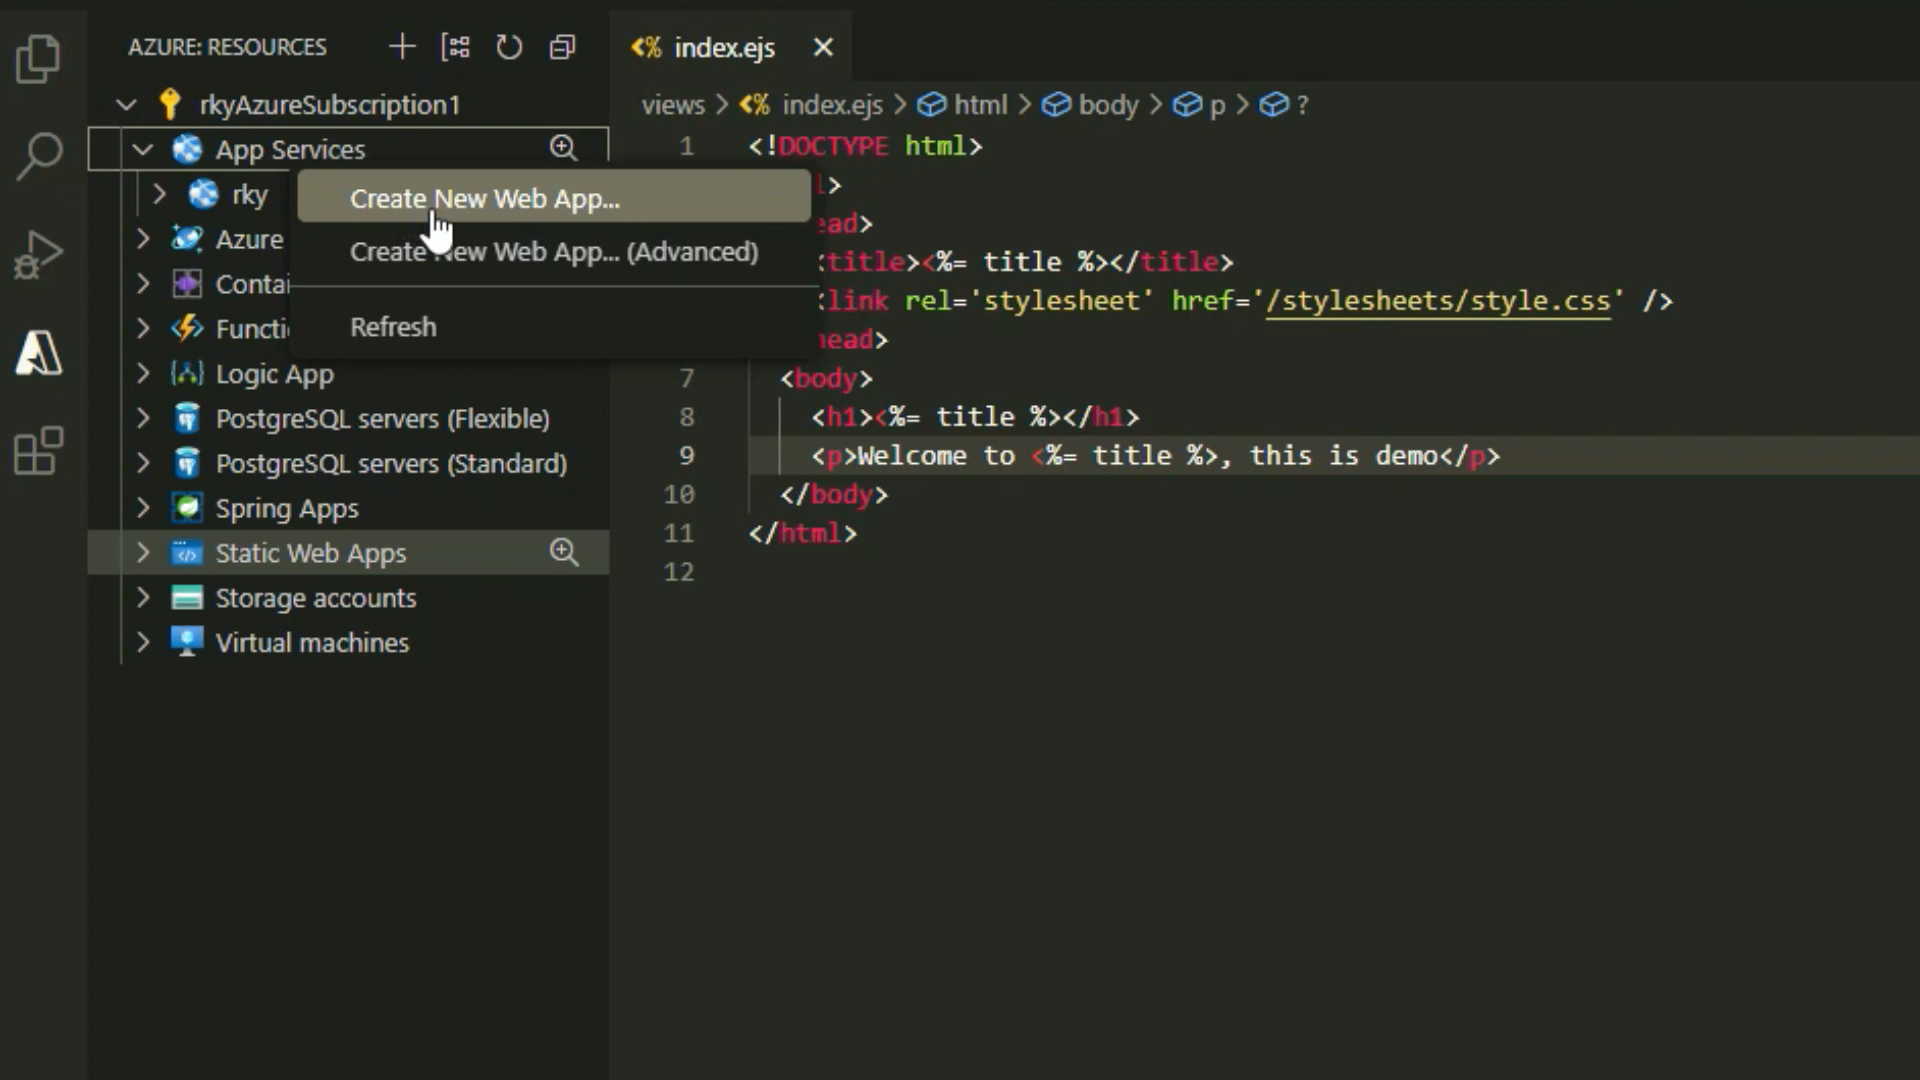 AZURE: RESOURCES
rkyAzureSubscription1
App Services
rky
Azure
Functi
Logic App
PostgreSQL servers (Flexible)
PostgreSQL servers (Standard)
Spring Apps
Static Web Apps
Storage accounts
Virtual machines
Create New Web App...
Create New Web App... (Advanced)
Refresh
<% index.ejs
views > <% index.ejs > html > body > p > ?
1 <!DOCTYPE html>
>
ead>
<title><%= title %></title>
<link rel='stylesheet' href='/stylesheets/style.css' />
head>
7 <body>
8 <h1><%= title %></h1>
9 <p>Welcome to <%= title %>, this is demo</p>
10 </body>
11 </html>
12